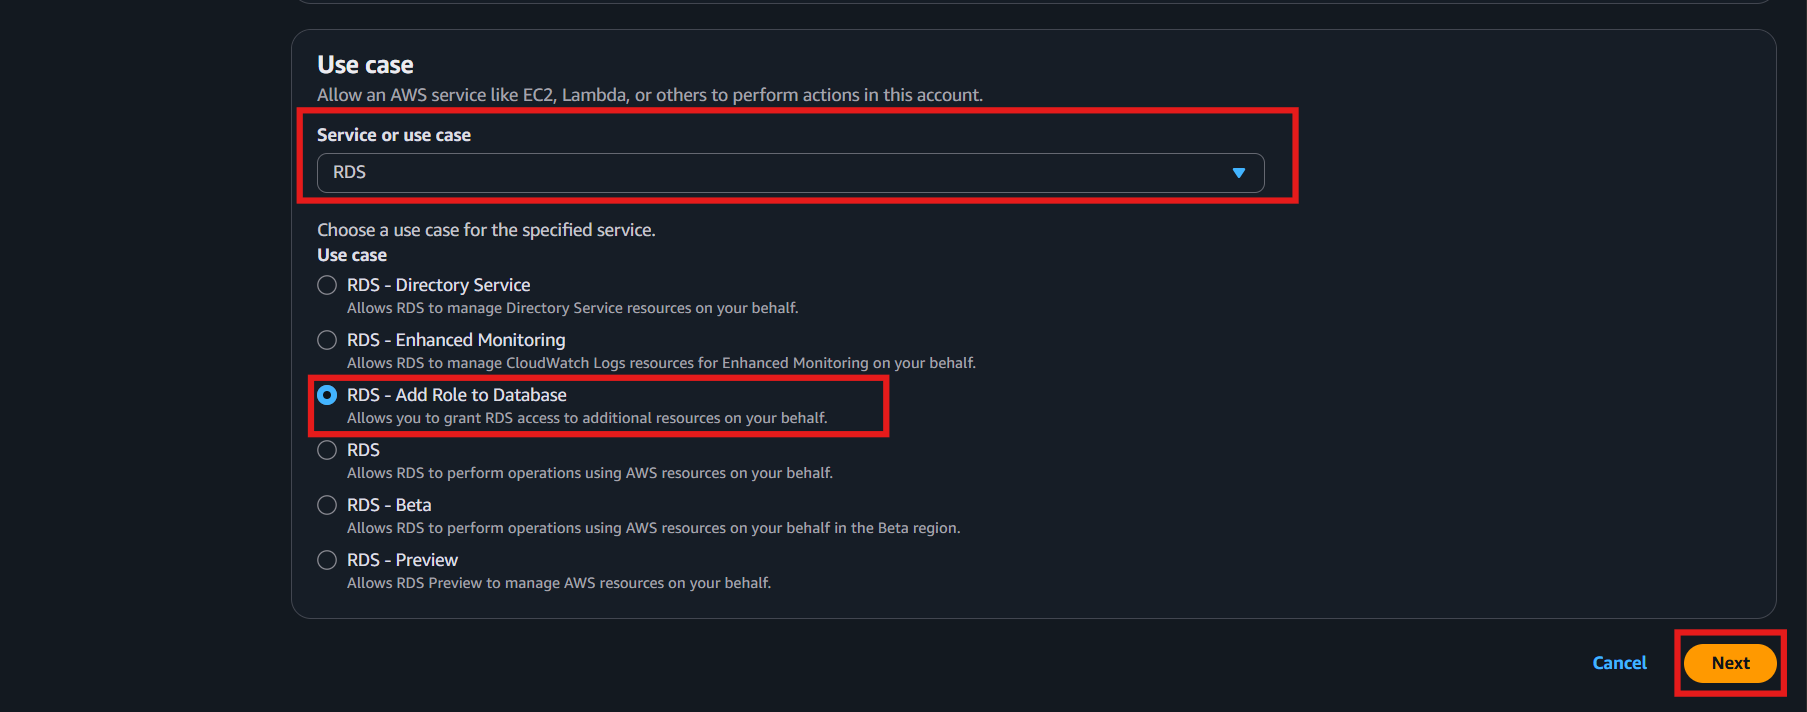 Use case
Allow an AWS service like EC2, Lambda, or others to perform actions in this account.
Service or use case
RDS
Choose a use case for the specified service.
Use case
RDS - Directory Service
Allows RDS to manage Directory Service resources on your behalf.
RDS - Enhanced Monitoring
Allows RDS to manage CloudWatch Logs resources for Enhanced Monitoring on your behalf.
RDS - Add Role to Database
Allows you to grant RDS access to additional resources on your behalf.
RDS
Allows RDS to perform operations using AWS resources on your behalf.
RDS - Beta
Allows RDS to perform operations using AWS resources on your behalf in the Beta region.
RDS - Preview
Allows RDS Preview to manage AWS resources on your behalf.
Cancel
Next